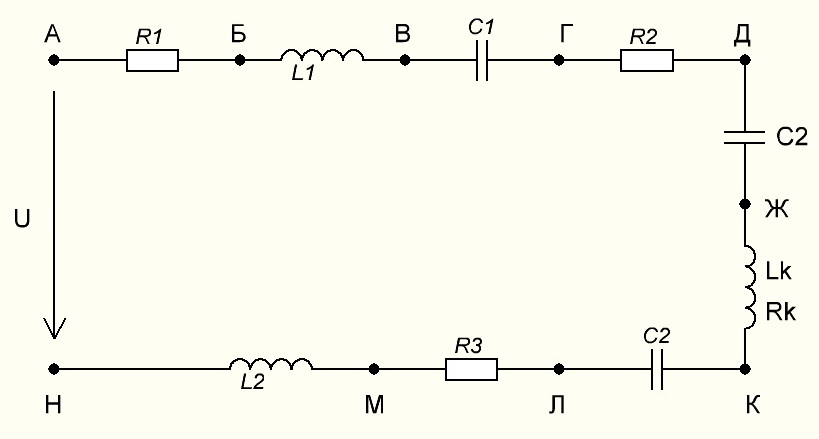 А Б В Г Д
R1 L1 C1 R2
C2
U
Ж
Lk
Rk
L2 R3 C2
Н М Л К